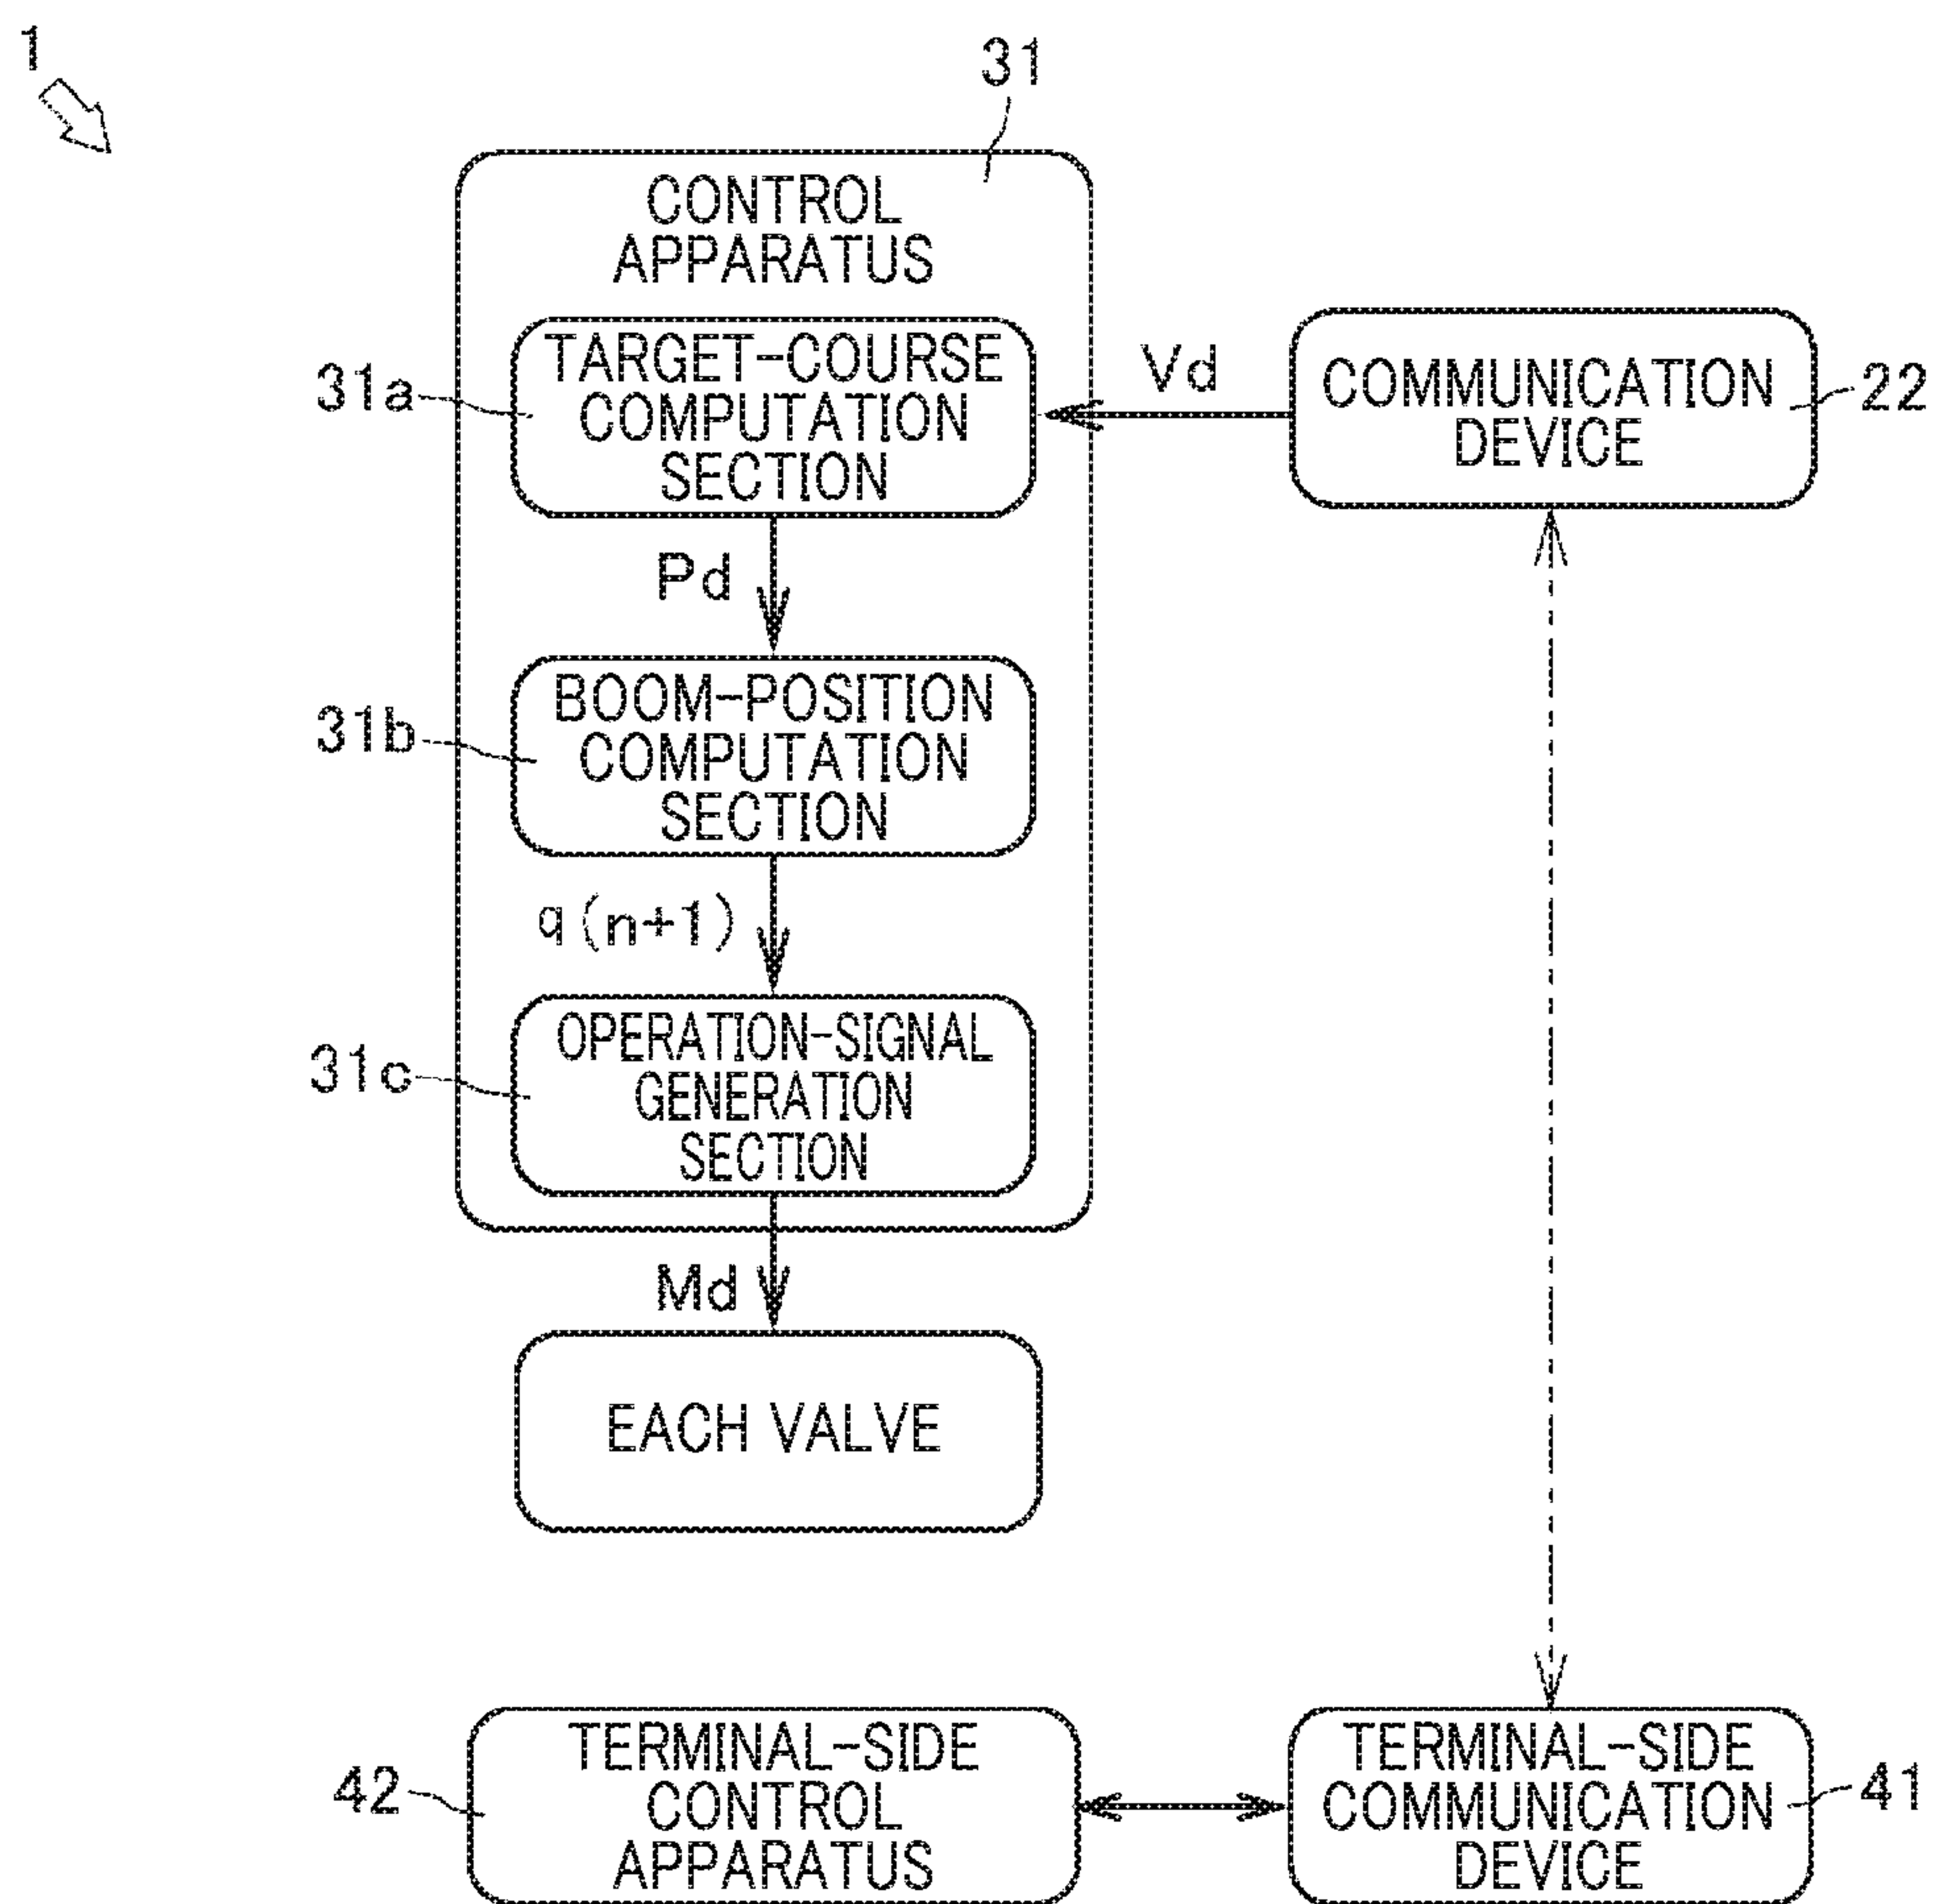 1
31
CONTROL
APPARATUS
31a
TARGET-COURSE
COMPUTATION
SECTION
Vd
COMMUNICATION
DEVICE
22
Pd
31b
BOOM-POSITION
COMPUTATION
SECTION
q(n+1)
31c
OPERATION-SIGNAL
GENERATION
SECTION
Md
EACH VALVE
42
TERMINAL-SIDE
CONTROL
APPARATUS
TERMINAL-SIDE
COMMUNICATION
DEVICE
41